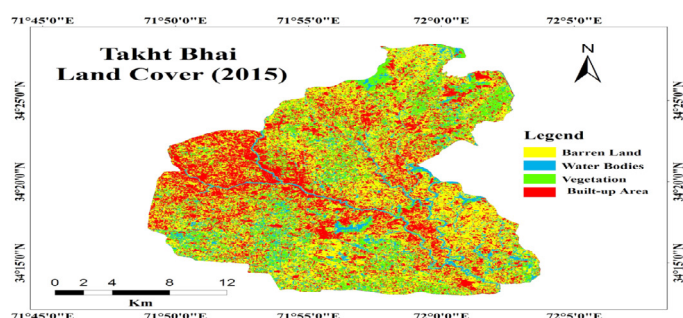 71°45'0"E 71°50'0"E 71°55'0"E 72°0'0"E 72°5'0"E
Takht Bhai
Land Cover (2015)
N
34°25'0"N
34°20'0"N
34°15'0"N
Legend
Barren Land
Water Bodies
Vegetation
Built-up Area
0 2 4 8 12
Km
34°25'0"N
34°20'0"N
34°15'0"N
71°45'0"E 71°50'0"E 71°55'0"E 72°0'0"E 72°5'0"E